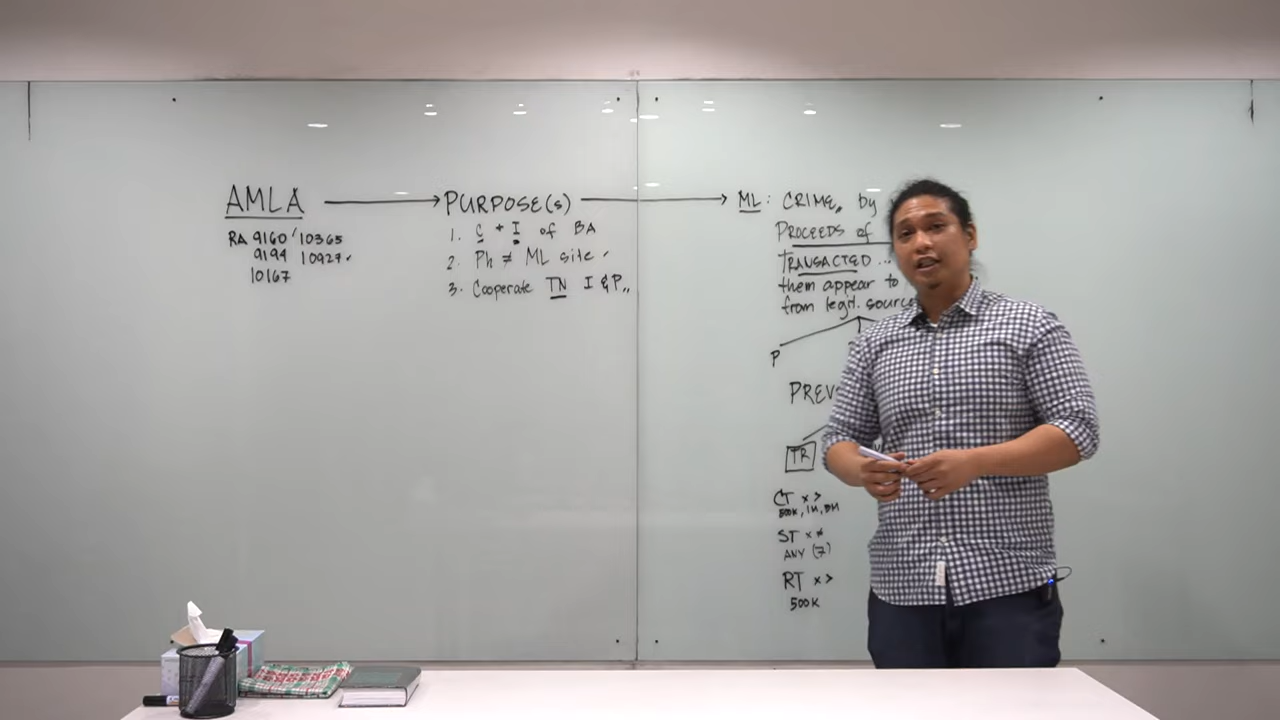 AMLA
RA 9160 / 10365
9194 10927
10167
PURPOSE(s)
1. C + I of BA
2. Ph ≠ ML site
3. Cooperate TN I & P
ML: CRIME, by
PROCEEDS of
TRANSACTED ...
them appear to
from legit. source
P
PREV
TR
CT x >
500K, 1M, 5M
ST x ≠
ANY (7)
RT x >
500K